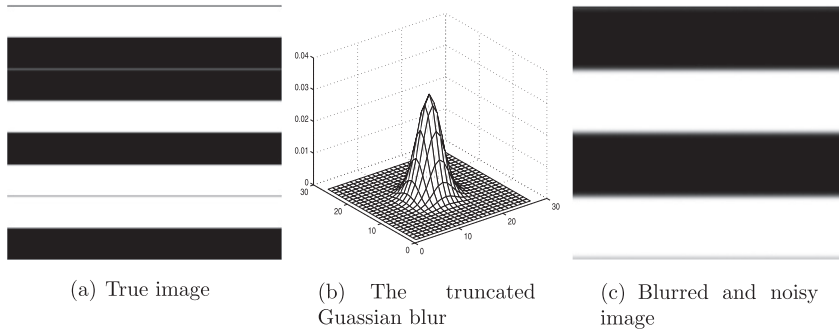 0.04
0.03
0.02
0.01
0
30
20
10
0
0
10
20
30
(a) True image
(b) The truncated
Guassian blur
(c) Blurred and noisy
image